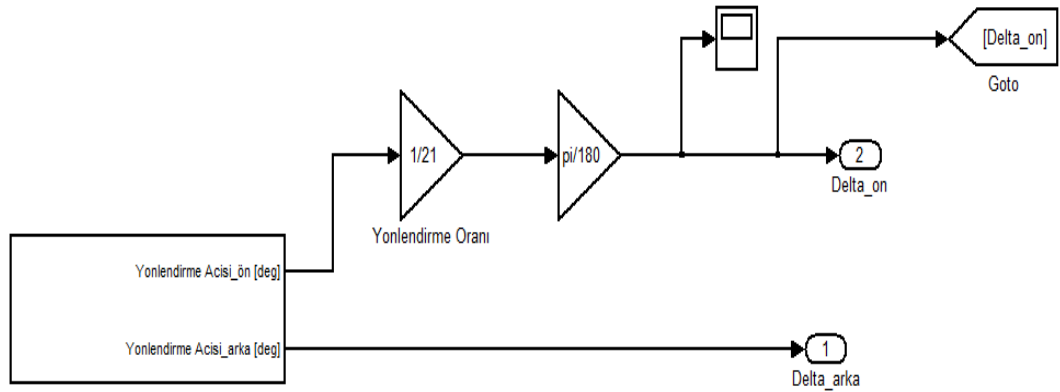 [Delta_on]
Goto
1/21
pi/180
2
Delta_on
Yonlendirme Oranı
Yonlendirme Acisi_ön [deg]
Yonlendirme Acisi_arka [deg]
1
Delta_arka